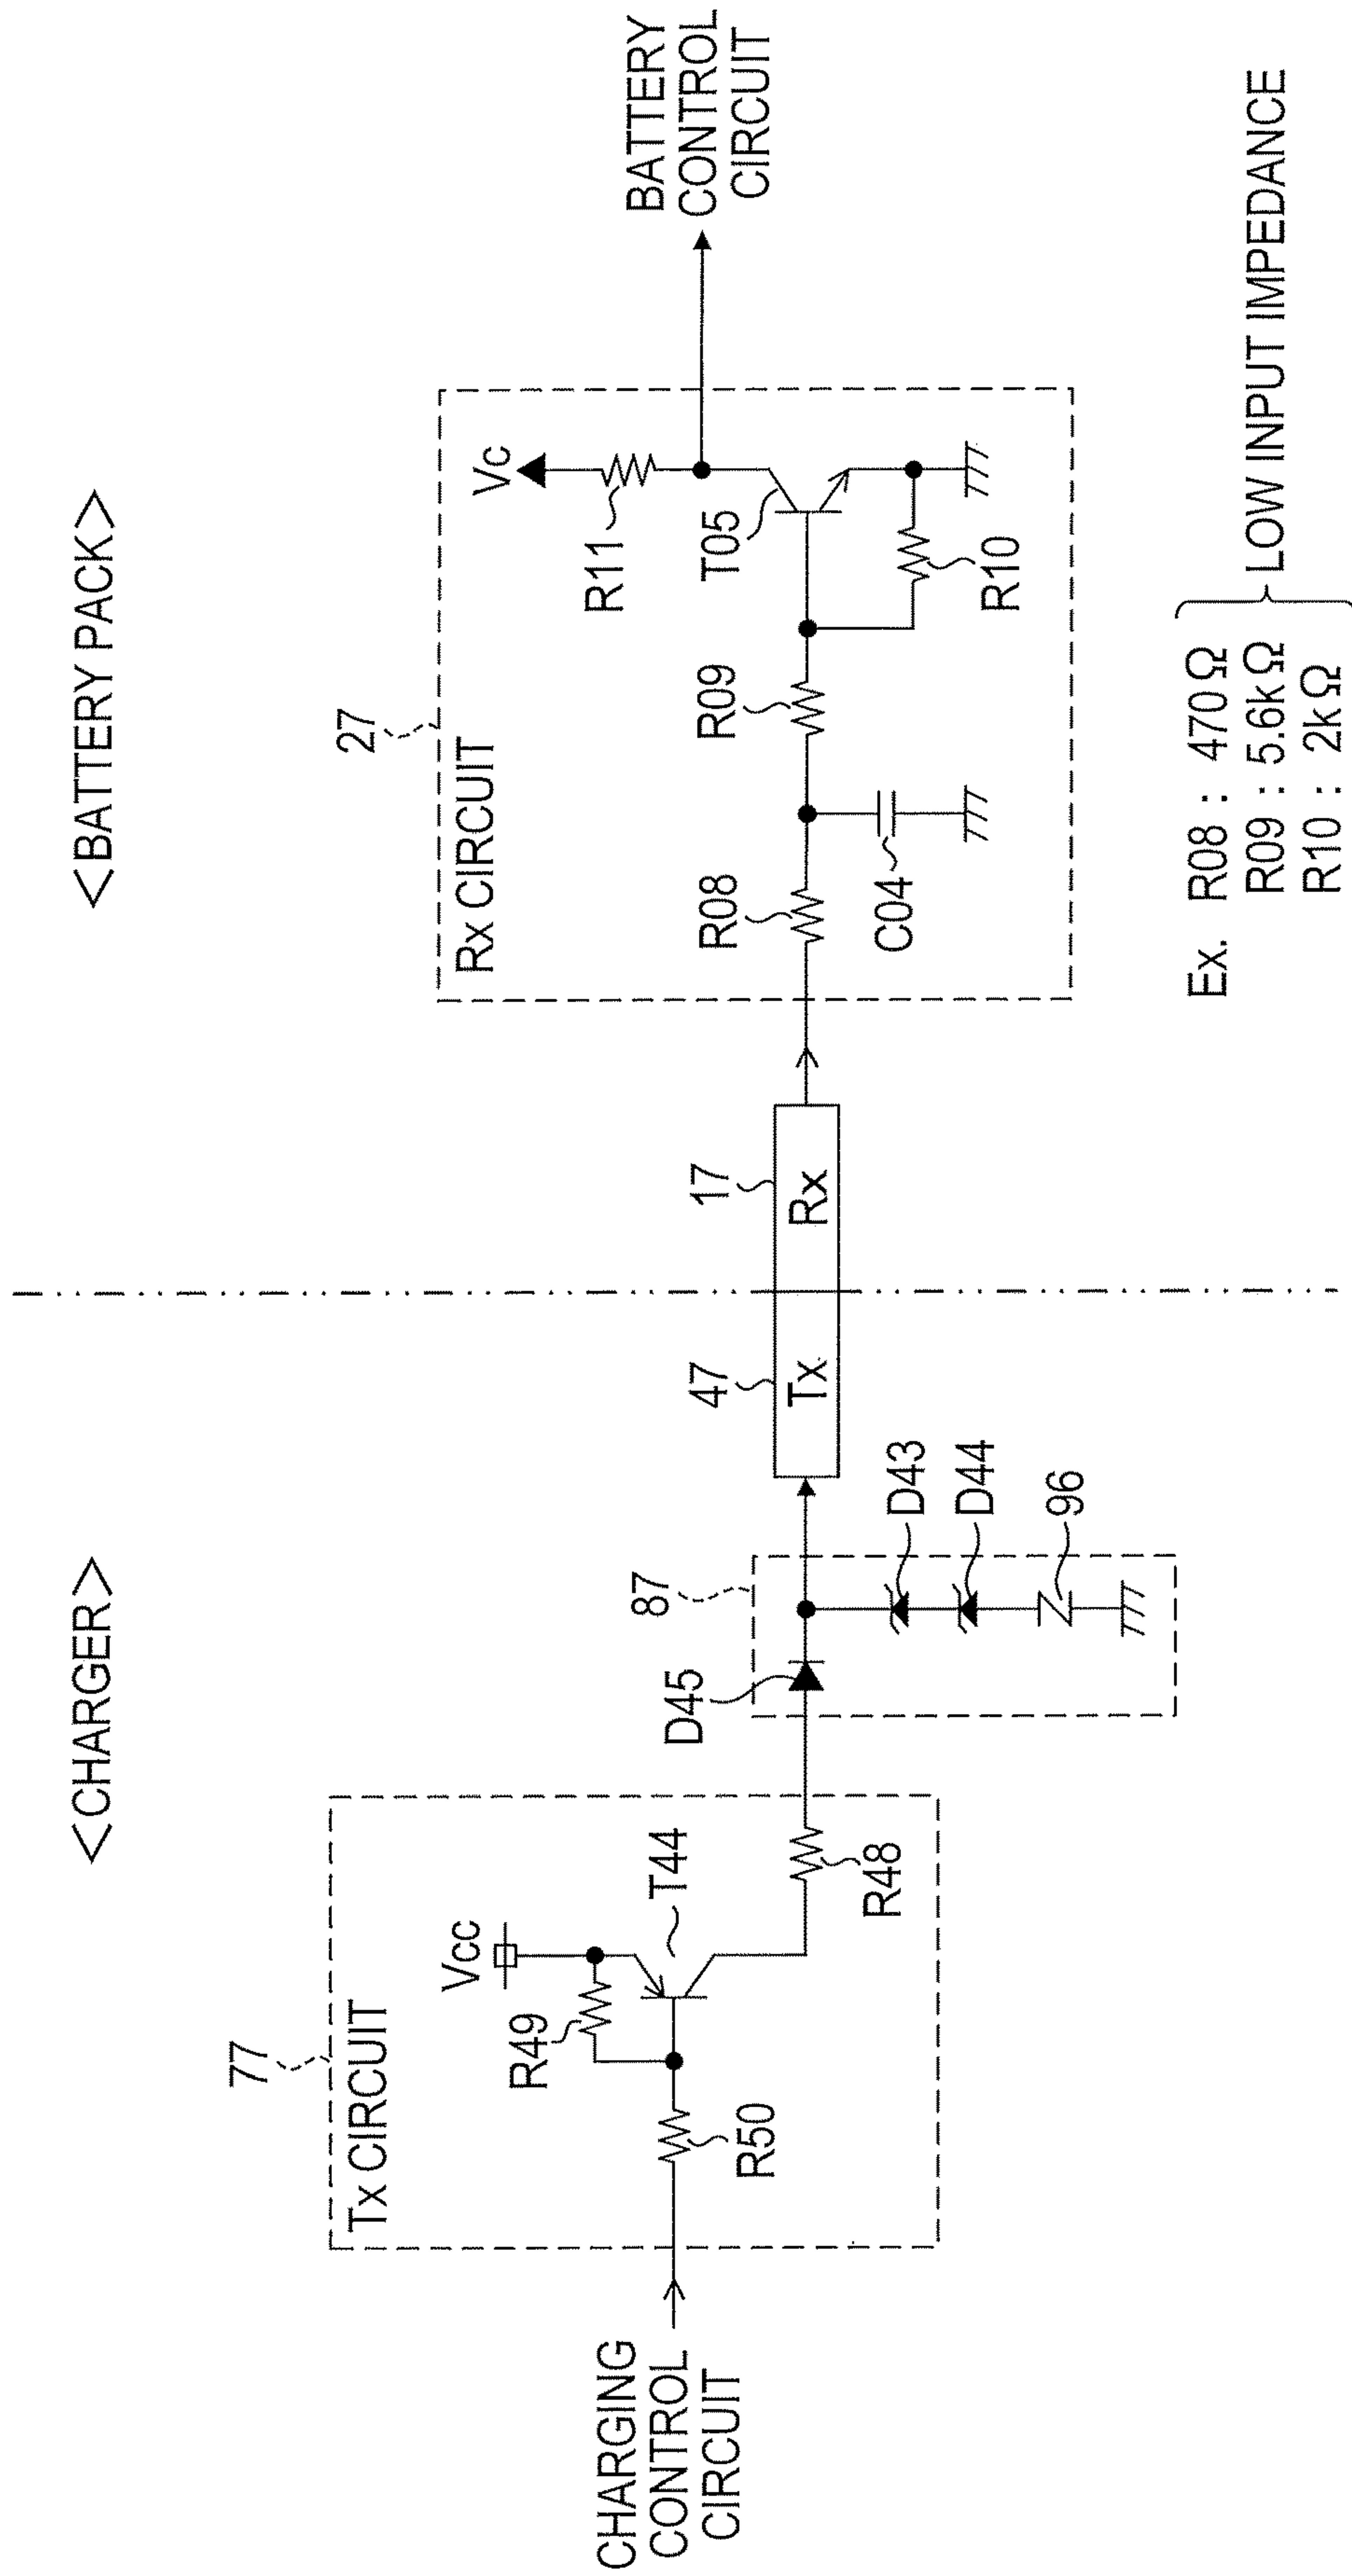 <CHARGER>
<BATTERY PACK>
77
Tx CIRCUIT
Vcc
R49
T44
R50
R48
CHARGING
CONTROL
CIRCUIT
87
D45
D43
D44
96
47
Tx
17
Rx
27
Rx CIRCUIT
Vc
R11
T05
R08
R09
C04
R10
BATTERY
CONTROL
CIRCUIT
Ex. R08 : 470Ω
R09 : 5.6kΩ
R10 : 2kΩ
LOW INPUT IMPEDANCE